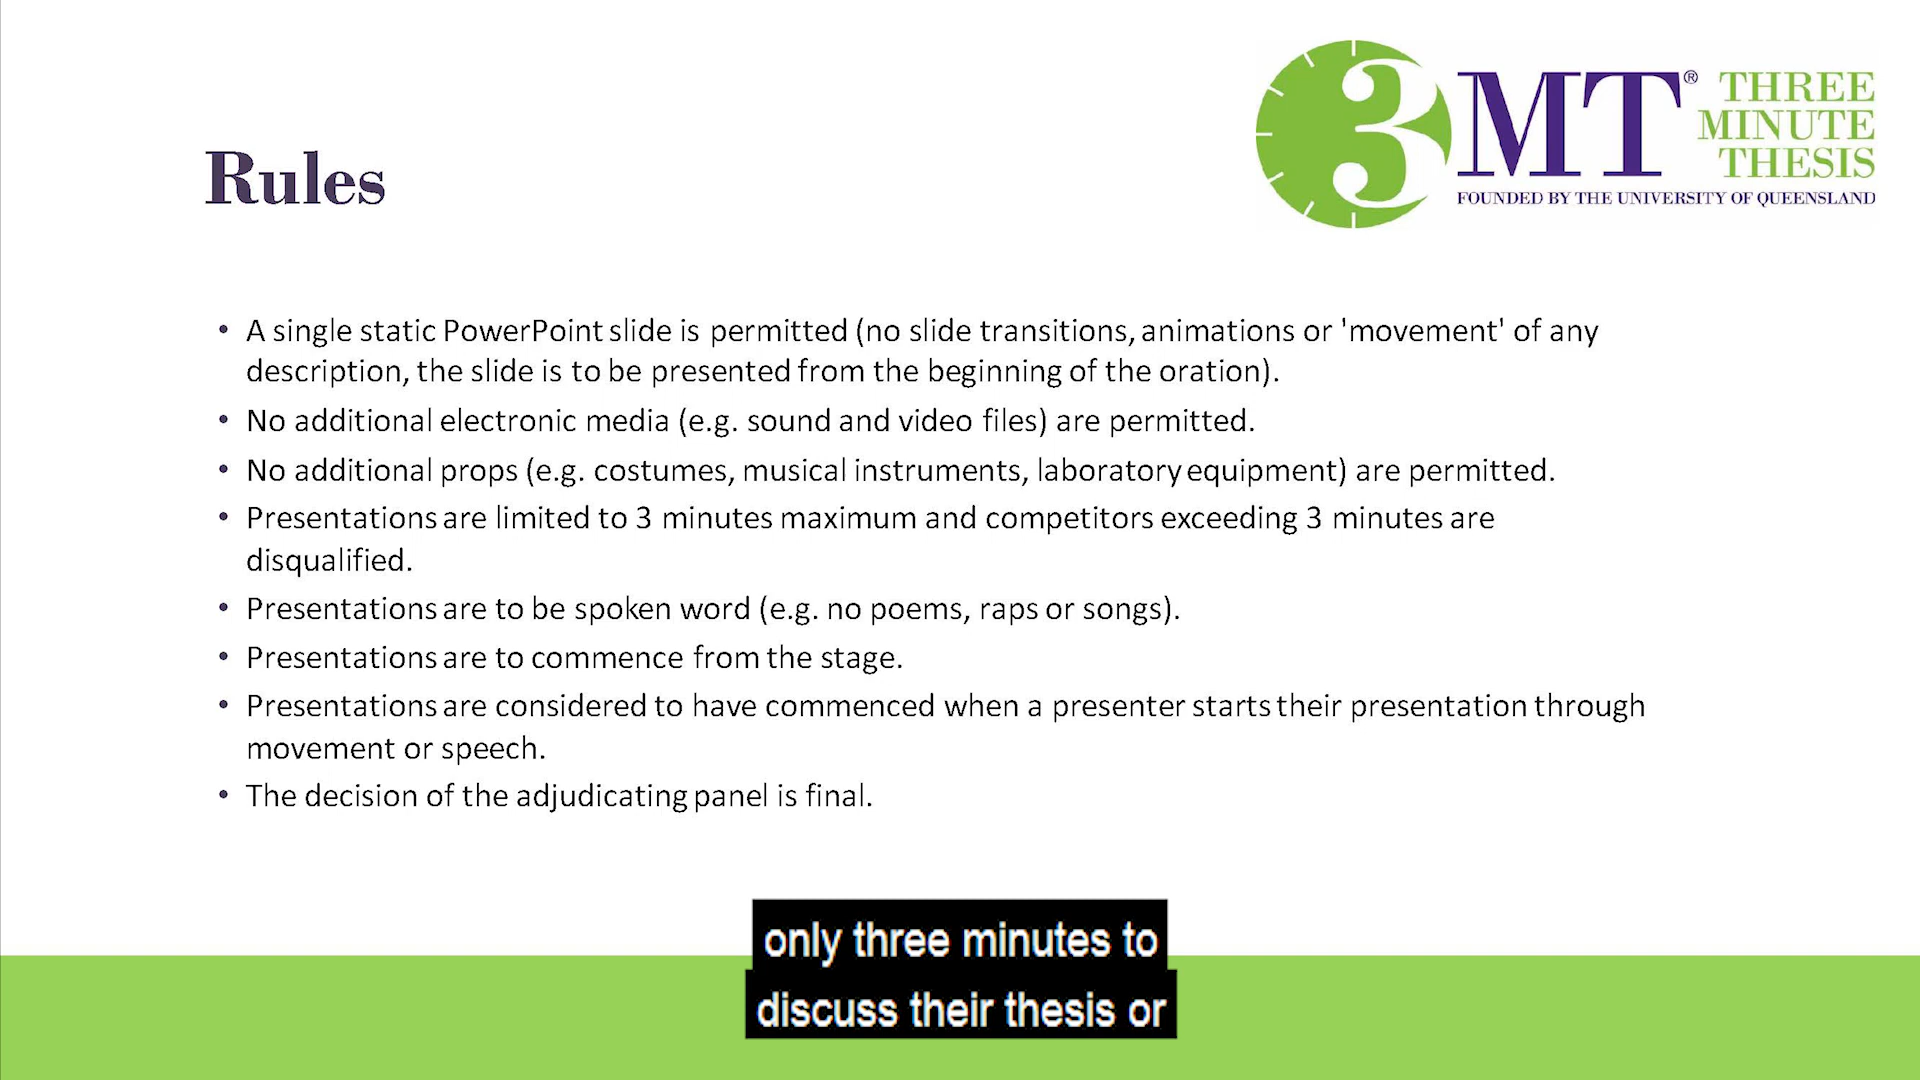 3MT® THREE
MINUTE
THESIS
FOUNDED BY THE UNIVERSITY OF QUEENSLAND
Rules
• A single static PowerPoint slide is permitted (no slide transitions, animations or 'movement' of any
description, the slide is to be presented from the beginning of the oration).
• No additional electronic media (e.g. sound and video files) are permitted.
• No additional props (e.g. costumes, musical instruments, laboratory equipment) are permitted.
• Presentations are limited to 3 minutes maximum and competitors exceeding 3 minutes are
disqualified.
• Presentations are to be spoken word (e.g. no poems, raps or songs).
• Presentations are to commence from the stage.
• Presentations are considered to have commenced when a presenter starts their presentation through
movement or speech.
• The decision of the adjudicating panel is final.
only three minutes to
discuss their thesis or